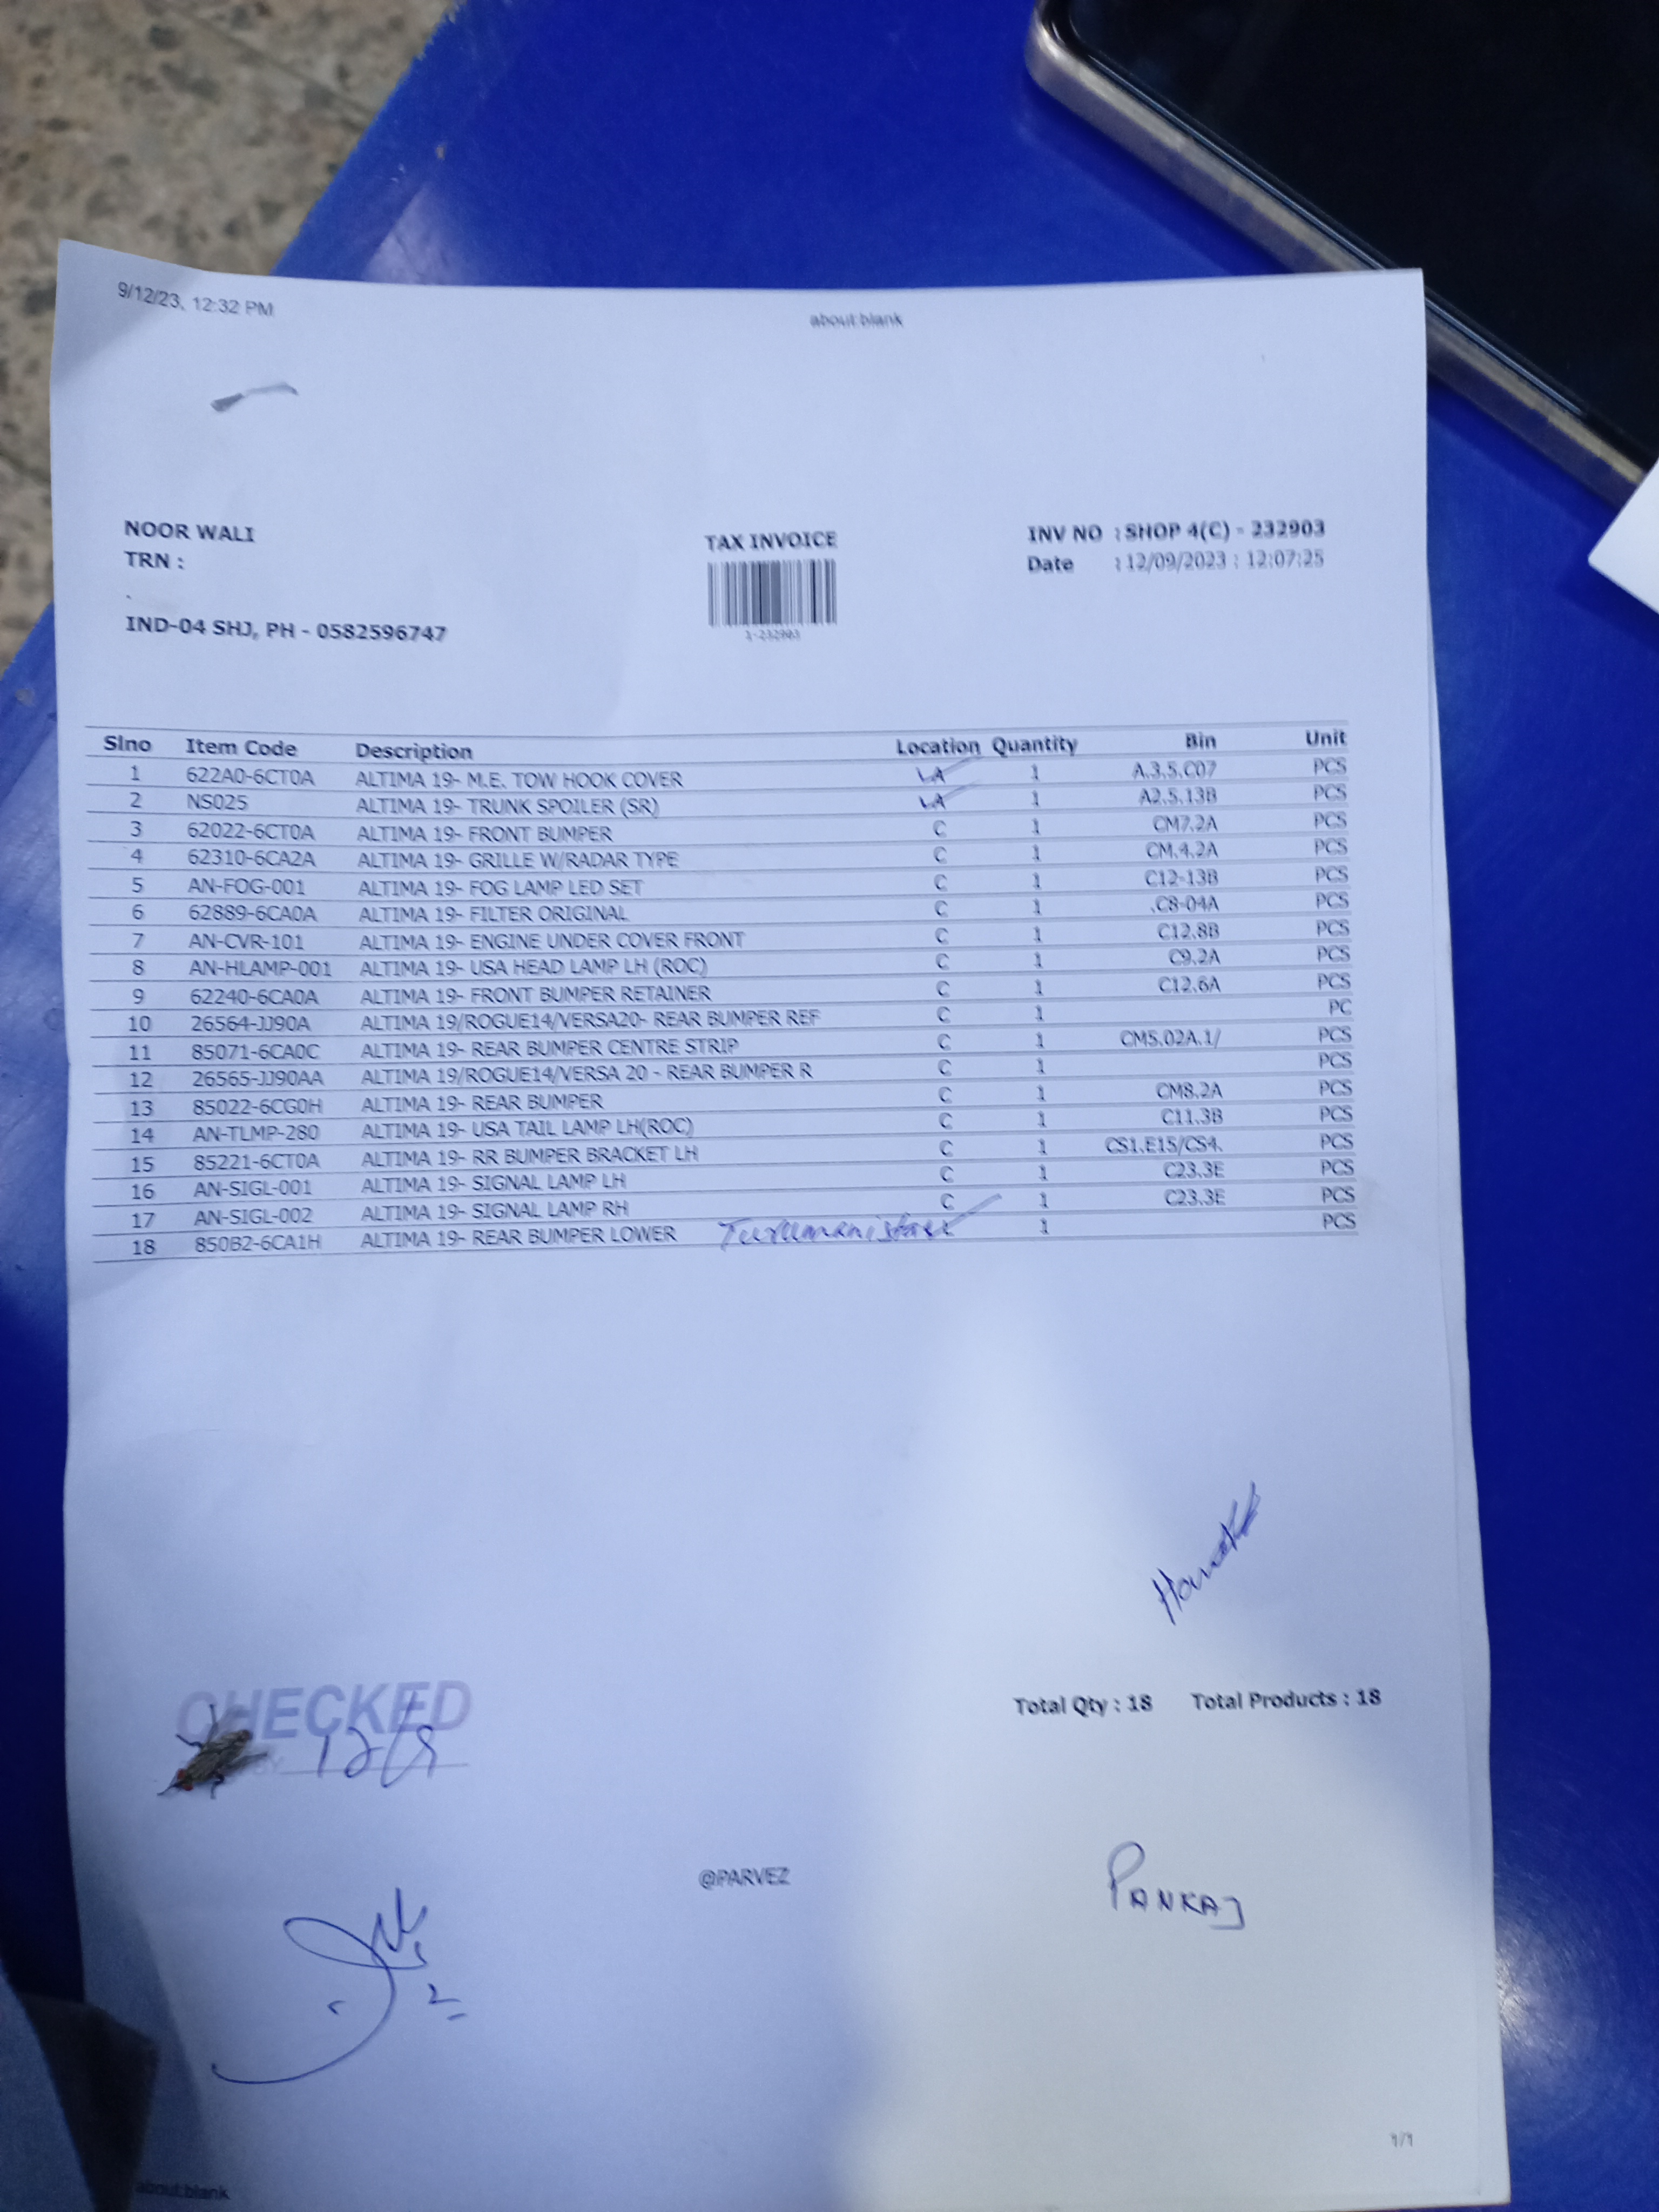 9/12/23, 12:32 PM about:blank
NOOR WALI TAX INVOICE INV NO : SHOP 4(C) - 232903
TRN : Date : 12/09/2023 : 12:07:25
.
IND-04 SHJ, PH - 0582596747 1-232903
Slno Item Code Description Location Quantity Bin Unit
1 622A0-6CT0A ALTIMA 19- M.E. TOW HOOK COVER LA 1 A.3.5.C07 PCS
2 NS025 ALTIMA 19- TRUNK SPOILER (SR) LA 1 A2.5.13B PCS
3 62022-6CT0A ALTIMA 19- FRONT BUMPER C 1 CM7.2A PCS
4 62310-6CA2A ALTIMA 19- GRILLE W/RADAR TYPE C 1 CM.4.2A PCS
5 AN-FOG-001 ALTIMA 19- FOG LAMP LED SET C 1 C12-13B PCS
6 62889-6CA0A ALTIMA 19- FILTER ORIGINAL C 1 .C8-04A PCS
7 AN-CVR-101 ALTIMA 19- ENGINE UNDER COVER FRONT C 1 C12.8B PCS
8 AN-HLAMP-001 ALTIMA 19- USA HEAD LAMP LH (ROC) C 1 C9.2A PCS
9 62240-6CA0A ALTIMA 19- FRONT BUMPER RETAINER C 1 C12.6A PCS
10 26564-JJ90A ALTIMA 19/ROGUE14/VERSA20- REAR BUMPER REF C 1 PC
11 85071-6CA0C ALTIMA 19- REAR BUMPER CENTRE STRIP C 1 CM5.02A.1/ PCS
12 26565-JJ90AA ALTIMA 19/ROGUE14/VERSA 20 - REAR BUMPER R C 1 PCS
13 85022-6CG0H ALTIMA 19- REAR BUMPER C 1 CM8.2A PCS
14 AN-TLMP-280 ALTIMA 19- USA TAIL LAMP LH(ROC) C 1 C11.3B PCS
15 85221-6CT0A ALTIMA 19- RR BUMPER BRACKET LH C 1 CS1.E15/CS4. PCS
16 AN-SIGL-001 ALTIMA 19- SIGNAL LAMP LH C 1 C23.3E PCS
17 AN-SIGL-002 ALTIMA 19- SIGNAL LAMP RH C 1 C23.3E PCS
18 850B2-6CA1H ALTIMA 19- REAR BUMPER LOWER 1 PCS
CHECKED
12/9
Total Qty : 18 Total Products : 18
@PARVEZ
PANKAJ
2
1/1
about:blank